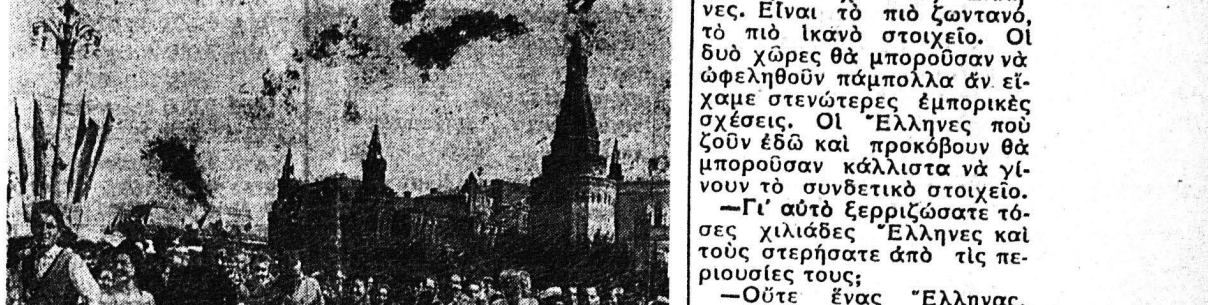 νες. Εἶναι τὸ πιὸ ζωντανό,
τὸ πιὸ ἱκανὸ στοιχεῖο. Οἱ
δυὸ χῶρες θὰ μποροῦσαν νὰ
ὠφεληθοῦν πάμπολλα ἄν εἴ-
χαμε στενώτερες ἐμπορικὲς
σχέσεις. Οἱ Ἕλληνες ποὺ
ζοῦν ἐδῶ καὶ προκόβουν θὰ
μποροῦσαν κάλλιστα νὰ γί-
νουν τὸ συνδετικὸ στοιχεῖο.
—Γι' αὐτὸ ξερριζώσατε τό-
σες χιλιάδες Ἕλληνες καὶ
τοὺς στερήσατε ἀπὸ τὶς πε-
ριουσίες τους;
—Οὔτε ἕνας Ἕλληνας,